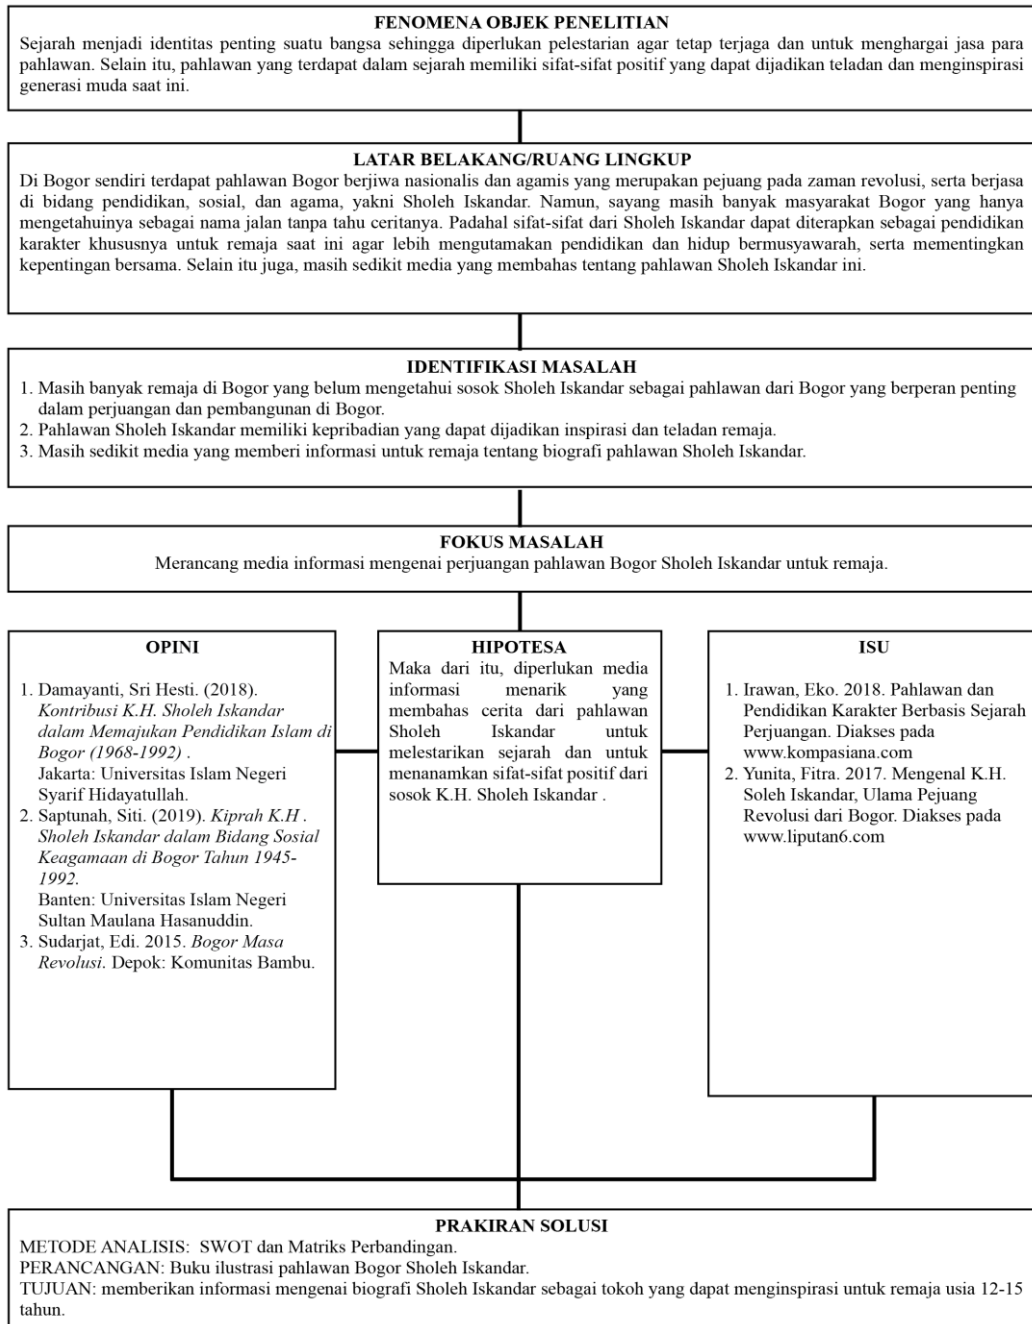 FENOMENA OBJEK PENELITIAN
Sejarah menjadi identitas penting suatu bangsa sehingga diperlukan pelestarian agar tetap terjaga dan untuk menghargai jasa para
pahlawan. Selain itu, pahlawan yang terdapat dalam sejarah memiliki sifat-sifat positif yang dapat dijadikan teladan dan menginspirasi
generasi muda saat ini.
LATAR BELAKANG/RUANG LINGKUP
Di Bogor sendiri terdapat pahlawan Bogor berjiwa nasionalis dan agamis yang merupakan pejuang pada zaman revolusi, serta berjasa
di bidang pendidikan, sosial, dan agama, yakni Sholeh Iskandar. Namun, sayang masih banyak masyarakat Bogor yang hanya
mengetahuinya sebagai nama jalan tanpa tahu ceritanya. Padahal sifat-sifat dari Sholeh Iskandar dapat diterapkan sebagai pendidikan
karakter khususnya untuk remaja saat ini agar lebih mengutamakan pendidikan dan hidup bermusyawarah, serta mementingkan
kepentingan bersama. Selain itu juga, masih sedikit media yang membahas tentang pahlawan Sholeh Iskandar ini.
IDENTIFIKASI MASALAH
1. Masih banyak remaja di Bogor yang belum mengetahui sosok Sholeh Iskandar sebagai pahlawan dari Bogor yang berperan penting
dalam perjuangan dan pembangunan di Bogor.
2. Pahlawan Sholeh Iskandar memiliki kepribadian yang dapat dijadikan inspirasi dan teladan remaja.
3. Masih sedikit media yang memberi informasi untuk remaja tentang biografi pahlawan Sholeh Iskandar.
FOKUS MASALAH
Merancang media informasi mengenai perjuangan pahlawan Bogor Sholeh Iskandar untuk remaja.
OPINI
1. Damayanti, Sri Hesti. (2018).
Kontribusi K.H. Sholeh Iskandar
dalam Memajukan Pendidikan Islam di
Bogor (1968-1992) .
Jakarta: Universitas Islam Negeri
Syarif Hidayatullah.
2. Saptunah, Siti. (2019). Kiprah K.H .
Sholeh Iskandar dalam Bidang Sosial
Keagamaan di Bogor Tahun 1945-
1992.
Banten: Universitas Islam Negeri
Sultan Maulana Hasanuddin.
3. Sudarjat, Edi. 2015. Bogor Masa
Revolusi. Depok: Komunitas Bambu.
HIPOTESA
Maka dari itu, diperlukan media
informasi menarik yang
membahas cerita dari pahlawan
Sholeh Iskandar untuk
melestarikan sejarah dan untuk
menanamkan sifat-sifat positif dari
sosok K.H. Sholeh Iskandar .
ISU
1. Irawan, Eko. 2018. Pahlawan dan
Pendidikan Karakter Berbasis Sejarah
Perjuangan. Diakses pada
www.kompasiana.com
2. Yunita, Fitra. 2017. Mengenal K.H.
Soleh Iskandar, Ulama Pejuang
Revolusi dari Bogor. Diakses pada
www.liputan6.com
PRAKIRAN SOLUSI
METODE ANALISIS: SWOT dan Matriks Perbandingan.
PERANCANGAN: Buku ilustrasi pahlawan Bogor Sholeh Iskandar.
TUJUAN: memberikan informasi mengenai biografi Sholeh Iskandar sebagai tokoh yang dapat menginspirasi untuk remaja usia 12-15
tahun.